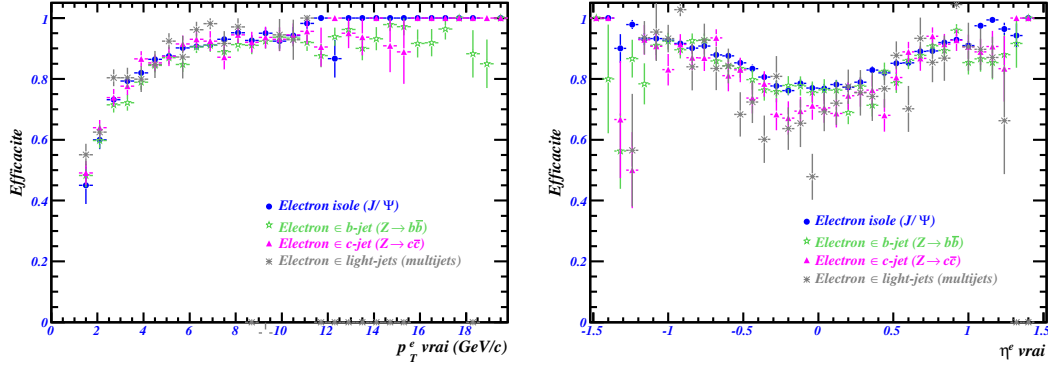 Efficacite
1
0.8
0.6
0.4
0.2
0
Electron isole (J/Ψ)
Electron ∈ b-jet (Z→ bb̅)
Electron ∈ c-jet (Z→ cc̅)
Electron ∈ light-jets (multijets)
0 2 4 6 8 10 12 14 16 18
p_T^e vrai (GeV/c)
Efficacite
1
0.8
0.6
0.4
0.2
0
Electron isole (J/Ψ)
Electron ∈ b-jet (Z→ bb̅)
Electron ∈ c-jet (Z→ cc̅)
Electron ∈ light-jets (multijets)
-1.5 -1 -0.5 0 0.5 1 1.5
η^e vrai